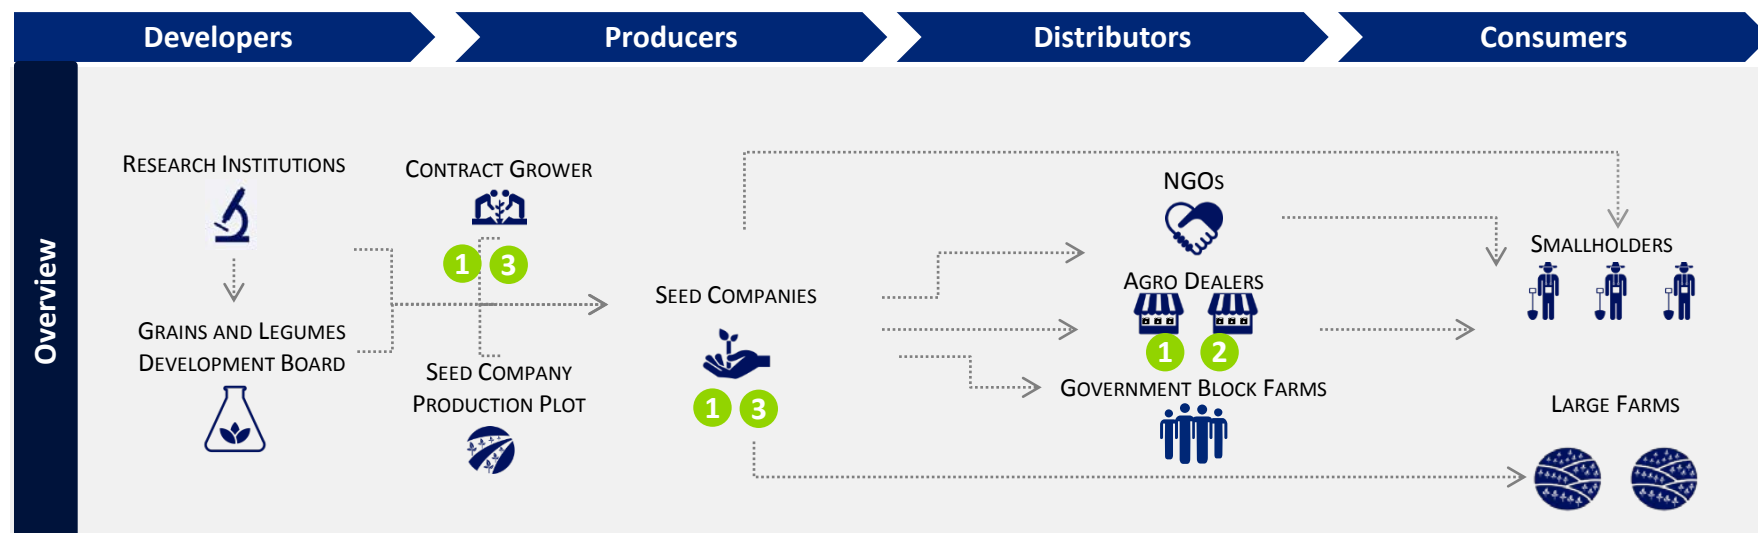 Developers
Producers
Distributors
Consumers
Overview
RESEARCH INSTITUTIONS
GRAINS AND LEGUMES
DEVELOPMENT BOARD
CONTRACT GROWER
1 3
SEED COMPANY
PRODUCTION PLOT
SEED COMPANIES
1 3
NGOS
AGRO DEALERS
1 2
GOVERNMENT BLOCK FARMS
SMALLHOLDERS
LARGE FARMS